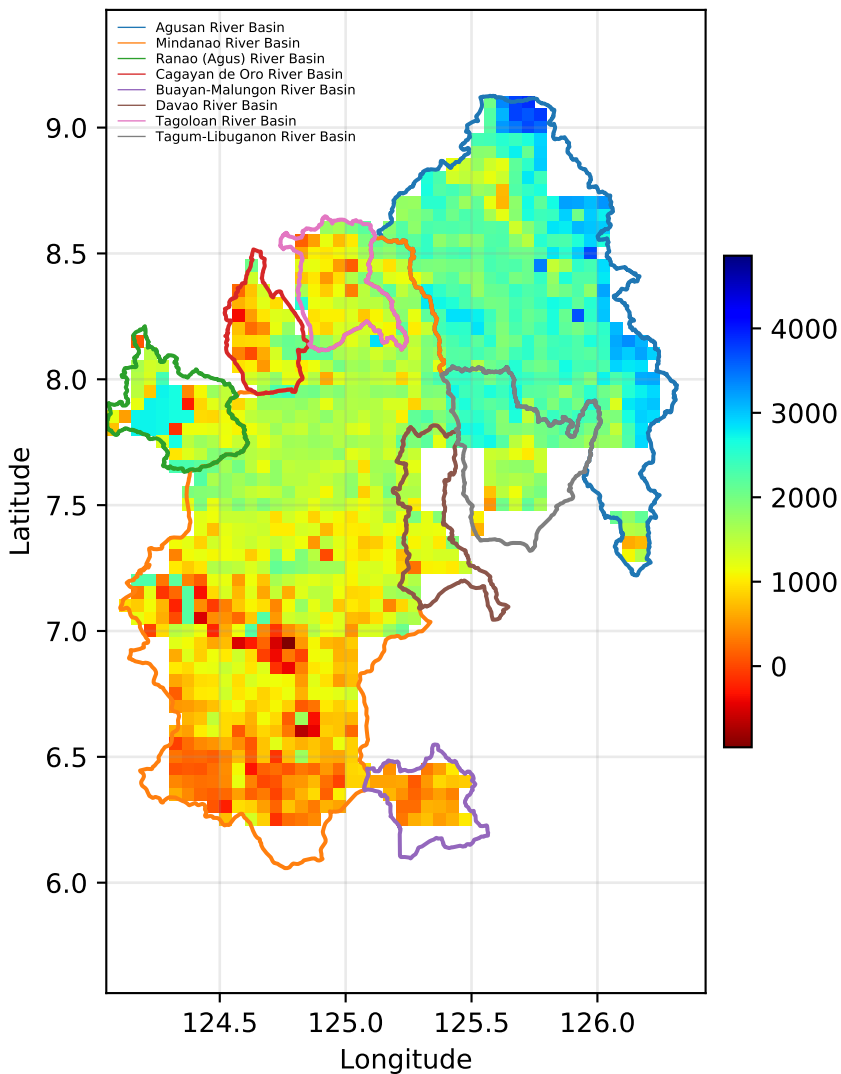 Agusan River Basin
Mindanao River Basin
Ranao (Agus) River Basin
Cagayan de Oro River Basin
Buayan-Malungon River Basin
Davao River Basin
Tagoloan River Basin
Tagum-Libuganon River Basin
9.0
8.5
8.0
7.5
7.0
6.5
6.0
Latitude
124.5 125.0 125.5 126.0
Longitude
4000
3000
2000
1000
0